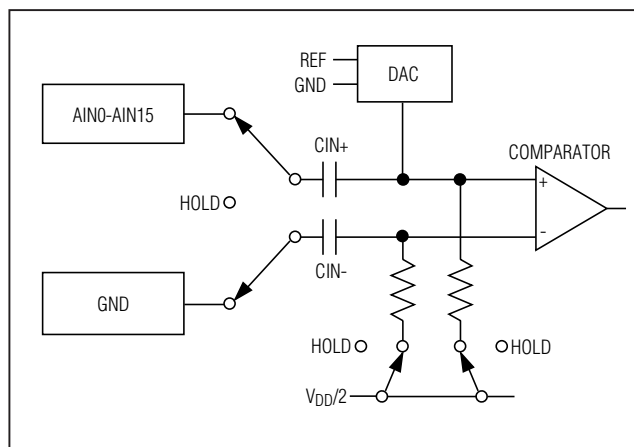 REF
GND
DAC
AIN0-AIN15
CIN+
COMPARATOR
+
-
HOLD
CIN-
GND
HOLD
HOLD
VDD/2